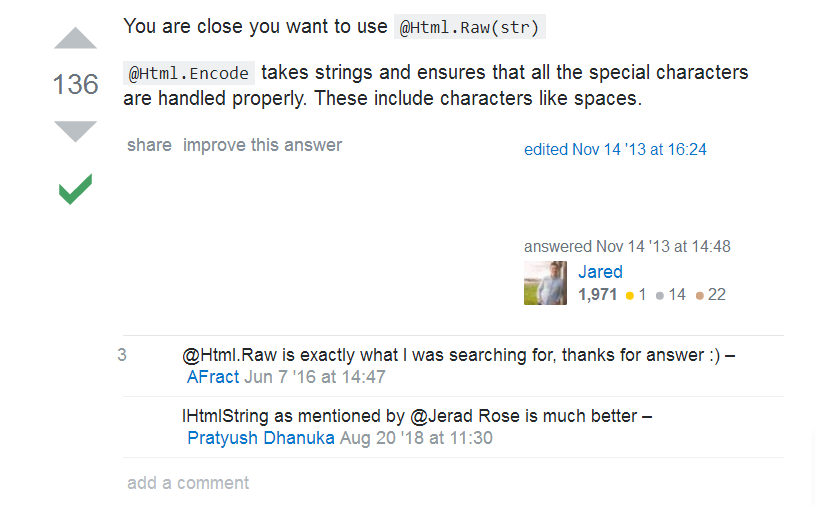 You are close you want to use @Html.Raw(str)
136
@Html.Encode takes strings and ensures that all the special characters
are handled properly. These include characters like spaces.
share improve this answer
edited Nov 14 '13 at 16:24
answered Nov 14 '13 at 14:48
Jared
1,971 1 14 22
3 @Html.Raw is exactly what I was searching for, thanks for answer :) –
AFract Jun 7 '16 at 14:47
IHtmlString as mentioned by @Jerad Rose is much better –
Pratyush Dhanuka Aug 20 '18 at 11:30
add a comment